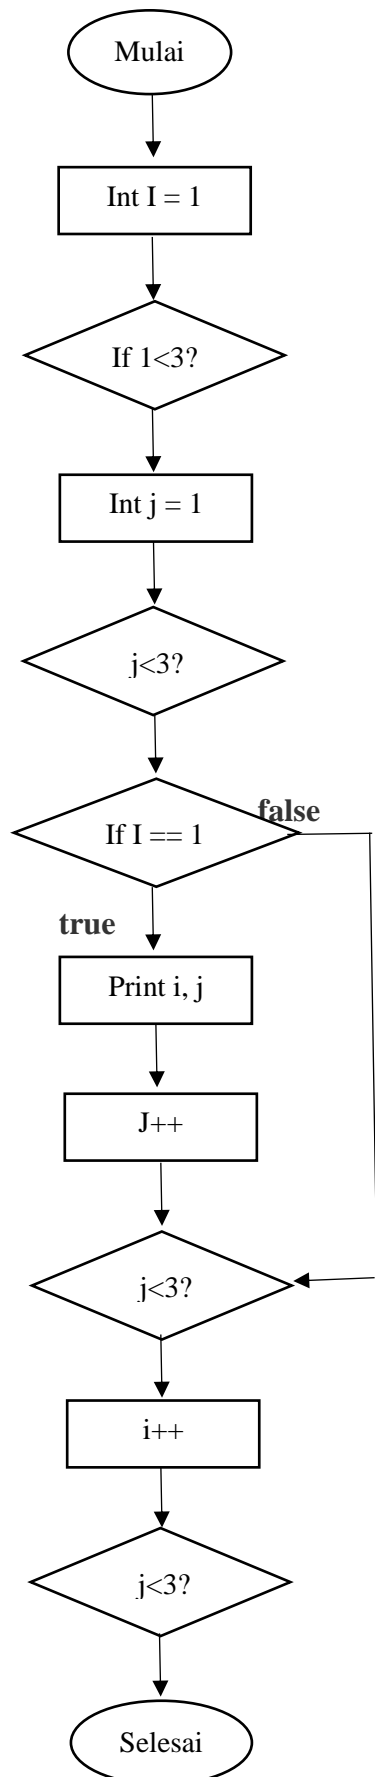 Mulai
Int I = 1
If 1<3?
Int j = 1
j<3?
false
If I == 1
true
Print i, j
J++
j<3?
i++
j<3?
Selesai